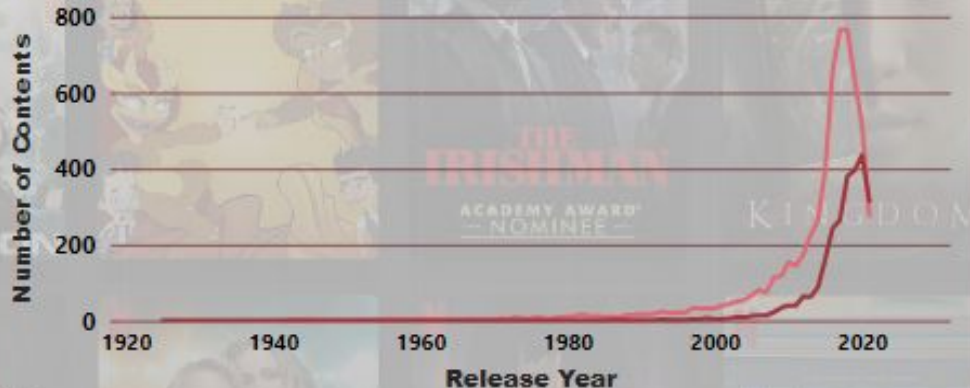 800
600
400
200
0
Number of Contents
THE
IRISHMAN
ACADEMY AWARD
NOMINEE
KINGDOM
1920 1940 1960 1980 2000 2020
Release Year